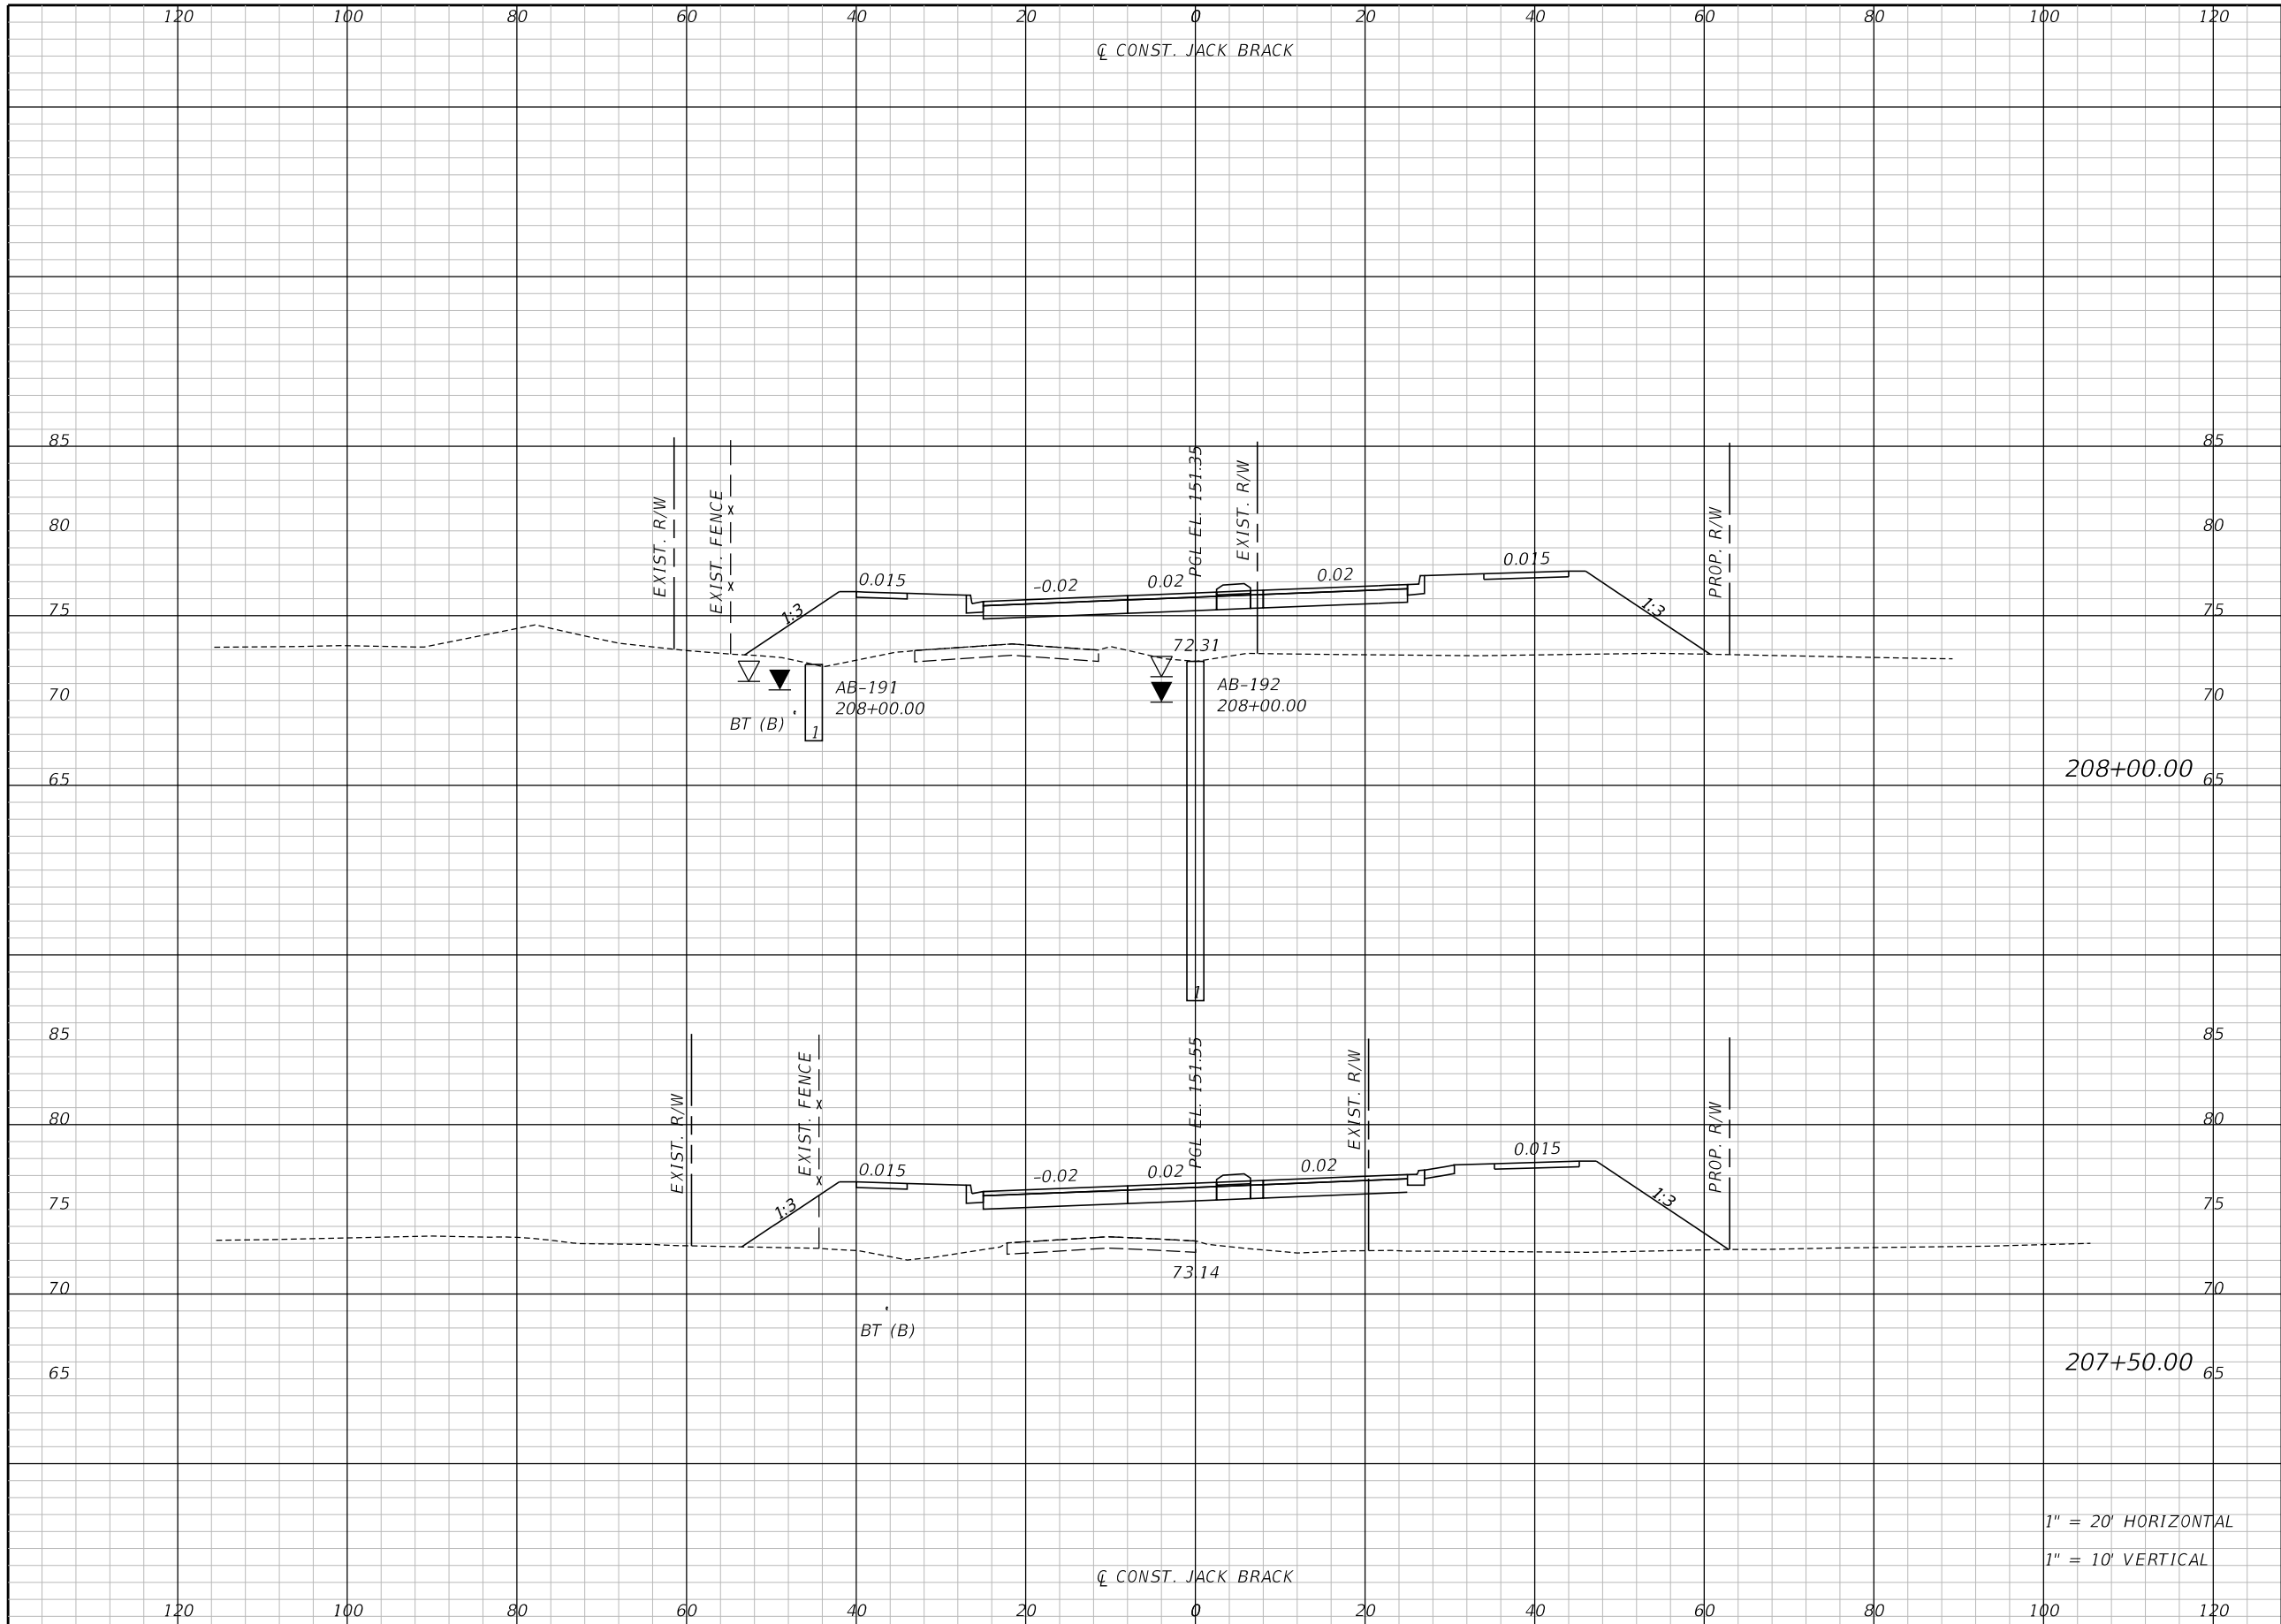 120 100 80 60 40 20 0 20 40 60 80 100 120
℄ CONST. JACK BRACK
85 85
EXIST. R/W
EXIST. FENCE
PGL EL. 151.35
EXIST. R/W
PROP. R/W
80 80
0.015 -0.02 0.02 0.02 0.015
75 75
1:3 1:3
72.31
70 70
AB-191
208+00.00
BT (B)
1
AB-192
208+00.00
65 208+00.00 65
1
85 85
EXIST. R/W
EXIST. FENCE
PGL EL. 151.55
EXIST. R/W
PROP. R/W
80 80
0.015 -0.02 0.02 0.02 0.015
75 75
1:3 1:3
73.14
70 70
BT (B)
65 207+50.00 65
1" = 20' HORIZONTAL
1" = 10' VERTICAL
℄ CONST. JACK BRACK
120 100 80 60 40 20 0 20 40 60 80 100 120